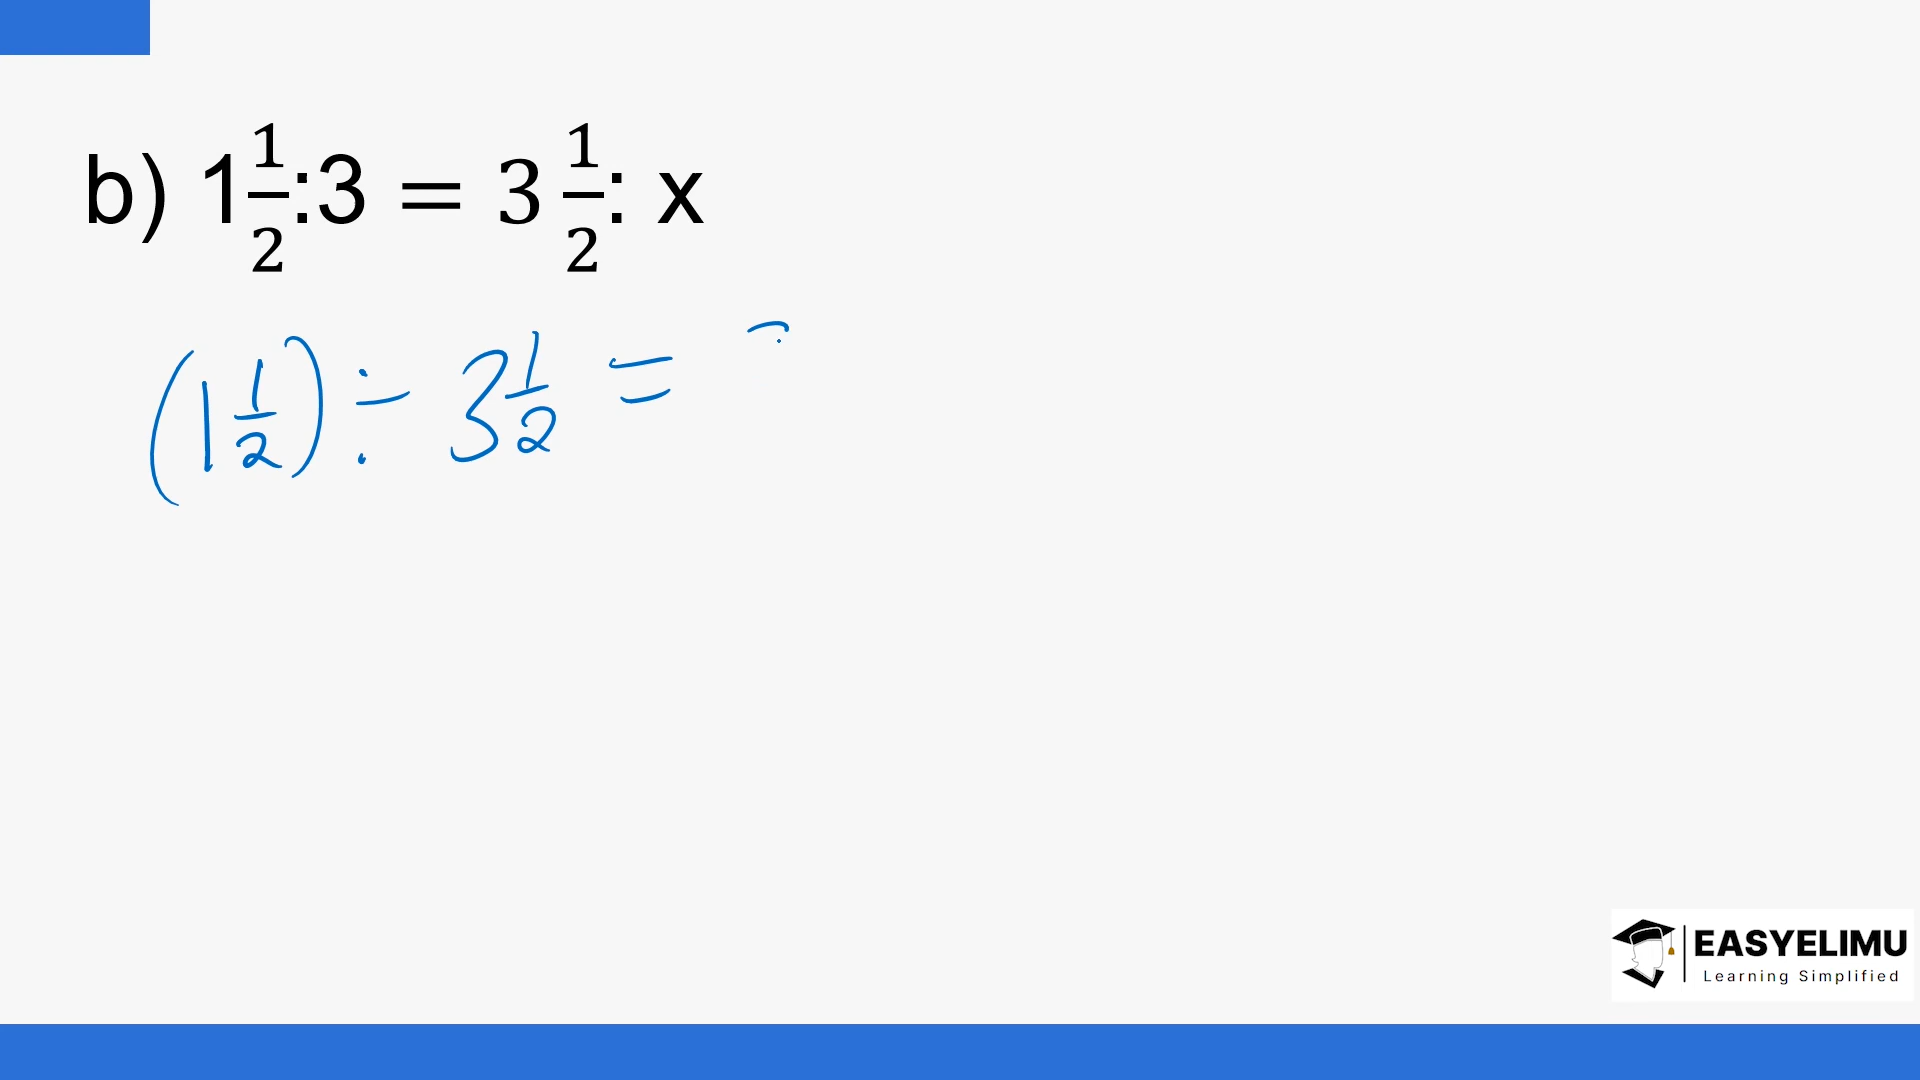 b) 1 1/2:3 = 3 1/2: x
(1 1/2) ÷ 3 1/2 =
EASYELIMU
Learning Simplified